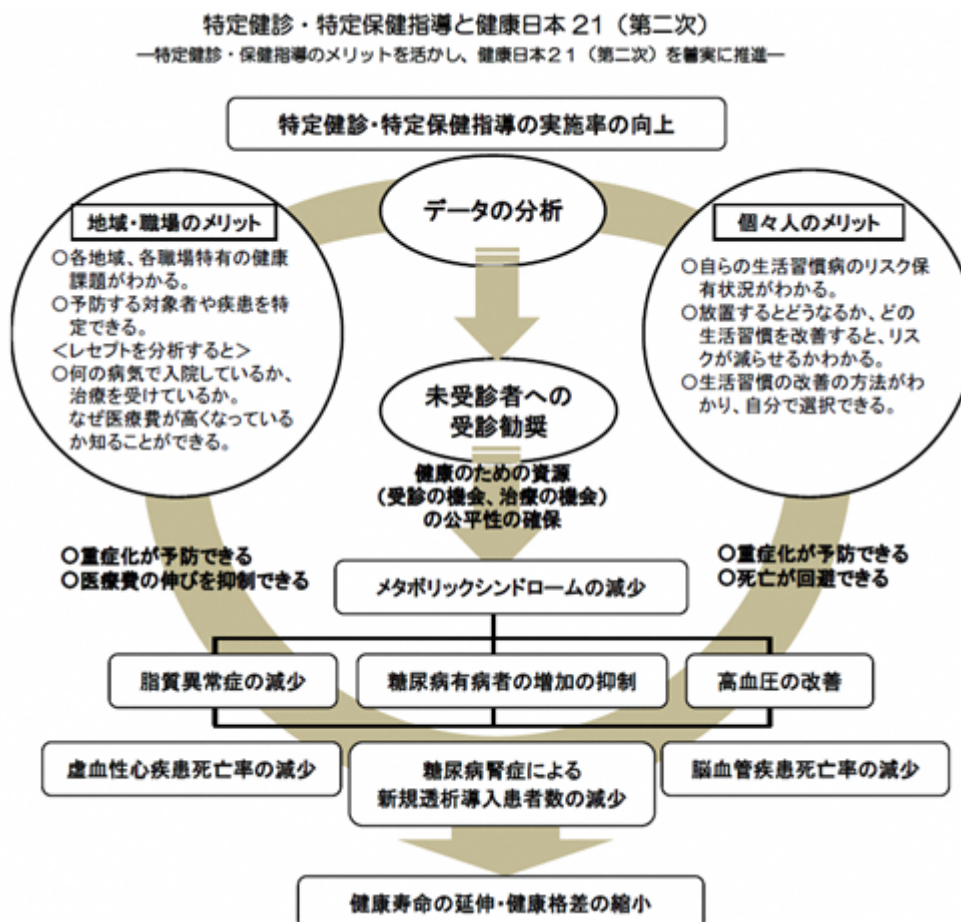 特定健診・特定保健指導と健康日本21（第二次）
―特定健診・保健指導のメリットを活かし、健康日本21（第二次）を着実に推進―
特定健診・特定保健指導の実施率の向上
データの分析
地域・職場のメリット
○各地域、各職場特有の健康
課題がわかる。
○予防する対象者や疾患を特
定できる。
＜レセプトを分析すると＞
○何の病気で入院しているか、
治療を受けているか。
なぜ医療費が高くなっている
か知ることができる。
個々人のメリット
○自らの生活習慣病のリスク保
有状況がわかる。
○放置するとどうなるか、どの
生活習慣を改善すると、リス
クが減らせるかわかる。
○生活習慣の改善の方法がわ
かり、自分で選択できる。
未受診者への
受診勧奨
健康のための資源
（受診の機会、治療の機会）
の公平性の確保
○重症化が予防できる
○医療費の伸びを抑制できる
○重症化が予防できる
○死亡が回避できる
メタボリックシンドロームの減少
脂質異常症の減少
糖尿病有病者の増加の抑制
高血圧の改善
虚血性心疾患死亡率の減少
糖尿病腎症による
新規透析導入患者数の減少
脳血管疾患死亡率の減少
健康寿命の延伸・健康格差の縮小